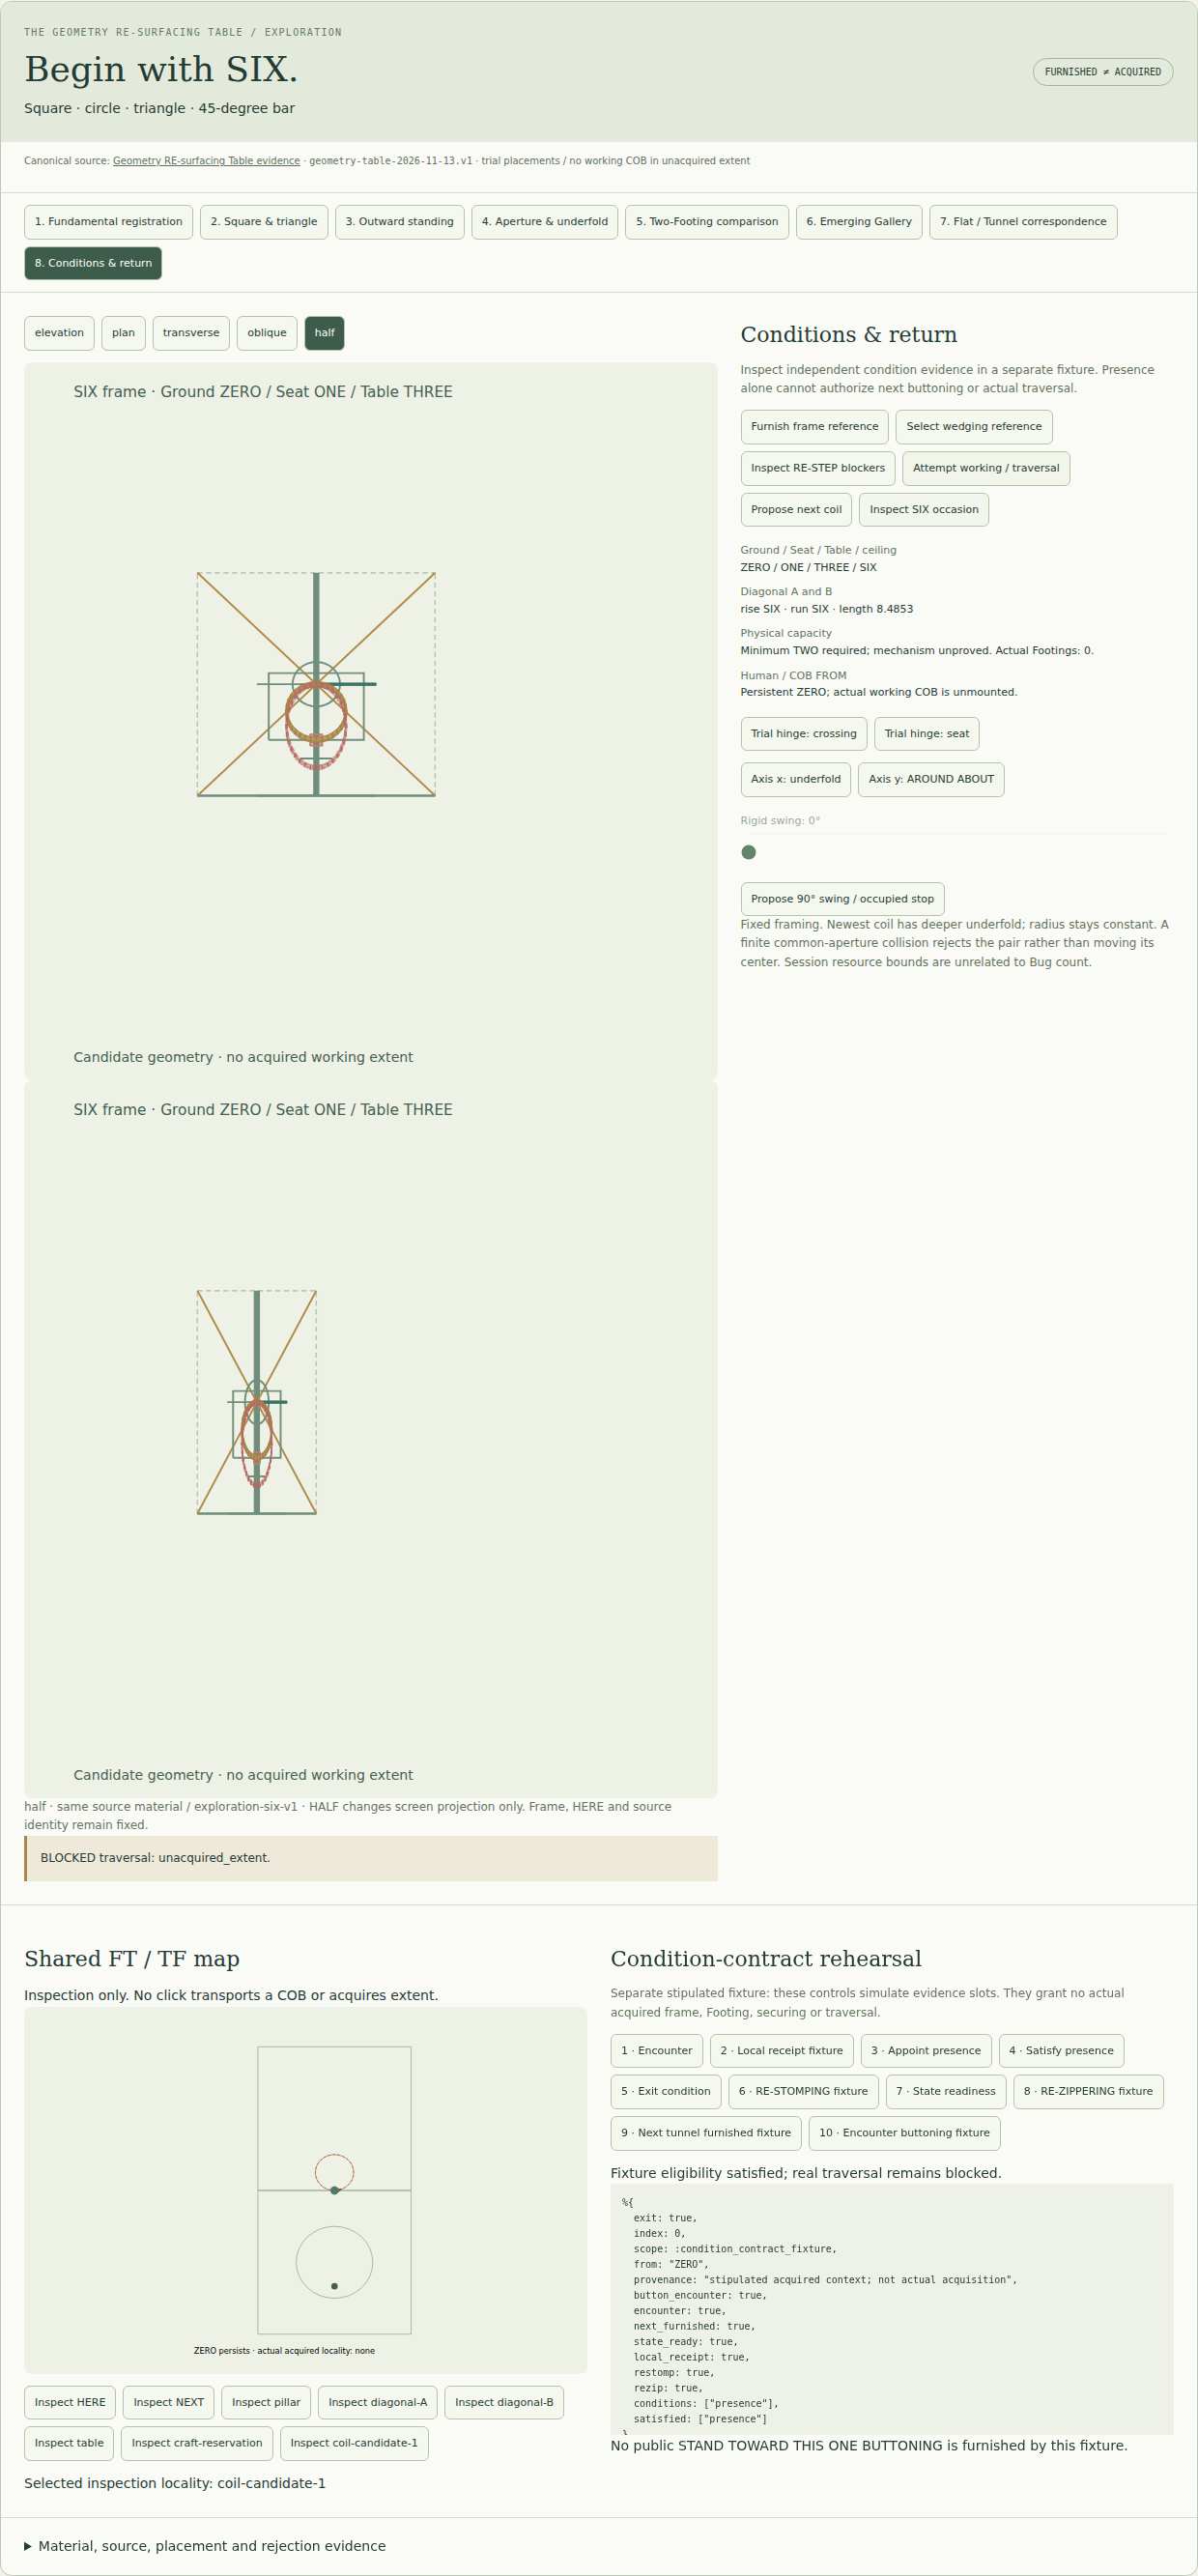 THE GEOMETRY RE-SURFACING TABLE / EXPLORATION
Begin with SIX.
Square · circle · triangle · 45-degree bar
FURNISHED ≠ ACQUIRED
Canonical source: Geometry RE-surfacing Table evidence · geometry-table-2026-11-13.v1 · trial placements / no working COB in unacquired extent
1. Fundamental registration
2. Square & triangle
3. Outward standing
4. Aperture & underfold
5. Two-Footing comparison
6. Emerging Gallery
7. Flat / Tunnel correspondence
8. Conditions & return
elevation
plan
transverse
oblique
half
SIX frame · Ground ZERO / Seat ONE / Table THREE
Candidate geometry · no acquired working extent
SIX frame · Ground ZERO / Seat ONE / Table THREE
Candidate geometry · no acquired working extent
half · same source material / exploration-six-v1 · HALF changes screen projection only. Frame, HERE and source
identity remain fixed.
BLOCKED traversal: unacquired_extent.
Conditions & return
Inspect independent condition evidence in a separate fixture. Presence
alone cannot authorize next buttoning or actual traversal.
Furnish frame reference
Select wedging reference
Inspect RE-STEP blockers
Attempt working / traversal
Propose next coil
Inspect SIX occasion
Ground / Seat / Table / ceiling
ZERO / ONE / THREE / SIX
Diagonal A and B
rise SIX · run SIX · length 8.4853
Physical capacity
Minimum TWO required; mechanism unproved. Actual Footings: 0.
Human / COB FROM
Persistent ZERO; actual working COB is unmounted.
Trial hinge: crossing
Trial hinge: seat
Axis x: underfold
Axis y: AROUND ABOUT
Rigid swing: 0°
Propose 90° swing / occupied stop
Fixed framing. Newest coil has deeper underfold; radius stays constant. A
finite common-aperture collision rejects the pair rather than moving its
center. Session resource bounds are unrelated to Bug count.
Shared FT / TF map
Inspection only. No click transports a COB or acquires extent.
ZERO persists · actual acquired locality: none
Inspect HERE
Inspect NEXT
Inspect pillar
Inspect diagonal-A
Inspect diagonal-B
Inspect table
Inspect craft-reservation
Inspect coil-candidate-1
Selected inspection locality: coil-candidate-1
Condition-contract rehearsal
Separate stipulated fixture: these controls simulate evidence slots. They grant no actual
acquired frame, Footing, securing or traversal.
1 · Encounter
2 · Local receipt fixture
3 · Appoint presence
4 · Satisfy presence
5 · Exit condition
6 · RE-STOMPING fixture
7 · State readiness
8 · RE-ZIPPERING fixture
9 · Next tunnel furnished fixture
10 · Encounter buttoning fixture
Fixture eligibility satisfied; real traversal remains blocked.
%{
exit: true,
index: 0,
scope: :condition_contract_fixture,
from: "ZERO",
provenance: "stipulated acquired context; not actual acquisition",
button_encounter: true,
encounter: true,
next_furnished: true,
state_ready: true,
local_receipt: true,
restomp: true,
rezip: true,
conditions: ["presence"],
satisfied: ["presence"]
}
No public STAND TOWARD THIS ONE BUTTONING is furnished by this fixture.
Material, source, placement and rejection evidence